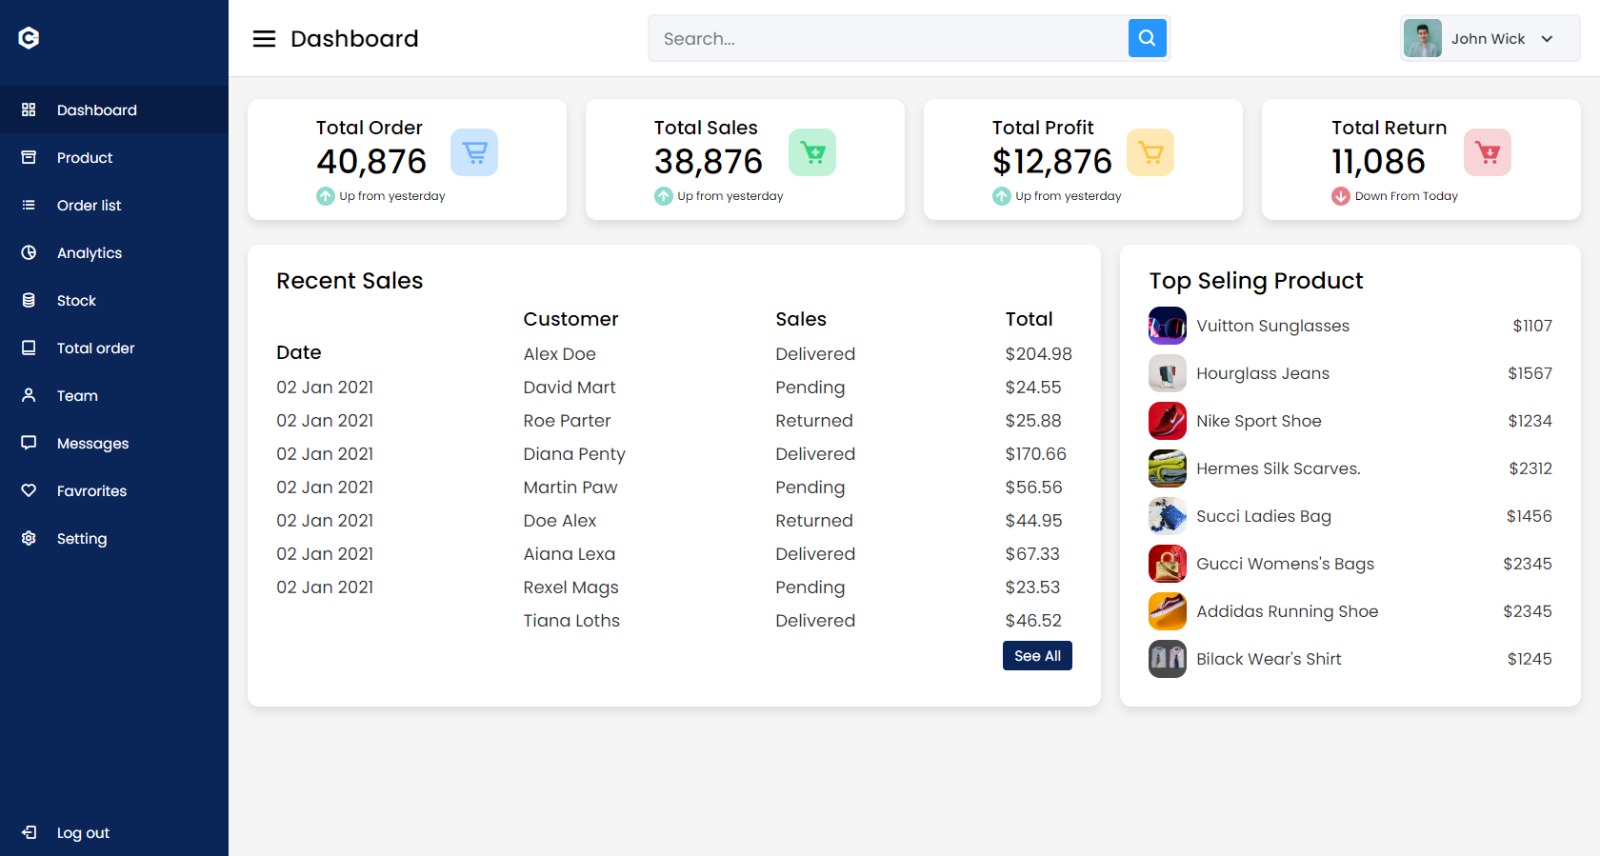 Dashboard
Search...
John Wick
Dashboard
Product
Order list
Analytics
Stock
Total order
Team
Messages
Favrorites
Setting
Log out
Total Order
40,876
Up from yesterday
Total Sales
38,876
Up from yesterday
Total Profit
$12,876
Up from yesterday
Total Return
11,086
Down From Today
Recent Sales
Customer Sales Total
Date
Alex Doe Delivered $204.98
02 Jan 2021 David Mart Pending $24.55
02 Jan 2021 Roe Parter Returned $25.88
02 Jan 2021 Diana Penty Delivered $170.66
02 Jan 2021 Martin Paw Pending $56.56
02 Jan 2021 Doe Alex Returned $44.95
02 Jan 2021 Aiana Lexa Delivered $67.33
02 Jan 2021 Rexel Mags Pending $23.53
Tiana Loths Delivered $46.52
See All
Top Seling Product
Vuitton Sunglasses $1107
Hourglass Jeans $1567
Nike Sport Shoe $1234
Hermes Silk Scarves. $2312
Succi Ladies Bag $1456
Gucci Womens's Bags $2345
Addidas Running Shoe $2345
Bilack Wear's Shirt $1245